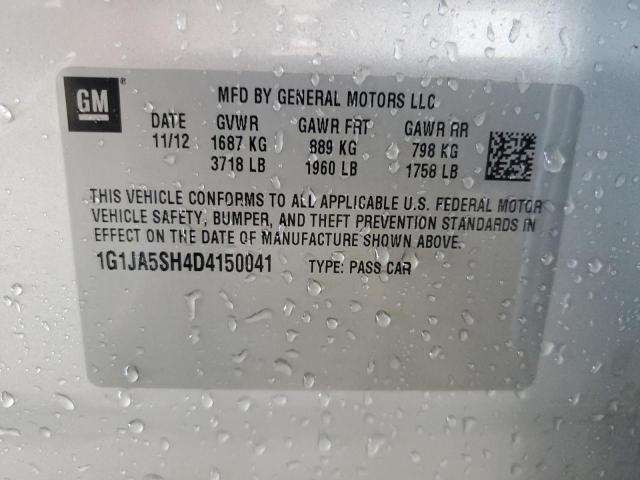 GM®
MFD BY GENERAL MOTORS LLC
DATE GVWR GAWR FRT GAWR RR
11/12 1687 KG 889 KG 798 KG
3718 LB 1960 LB 1758 LB
THIS VEHICLE CONFORMS TO ALL APPLICABLE U.S. FEDERAL MOTOR
VEHICLE SAFETY, BUMPER, AND THEFT PREVENTION STANDARDS IN
EFFECT ON THE DATE OF MANUFACTURE SHOWN ABOVE.
1G1JA5SH4D4150041 TYPE: PASS CAR